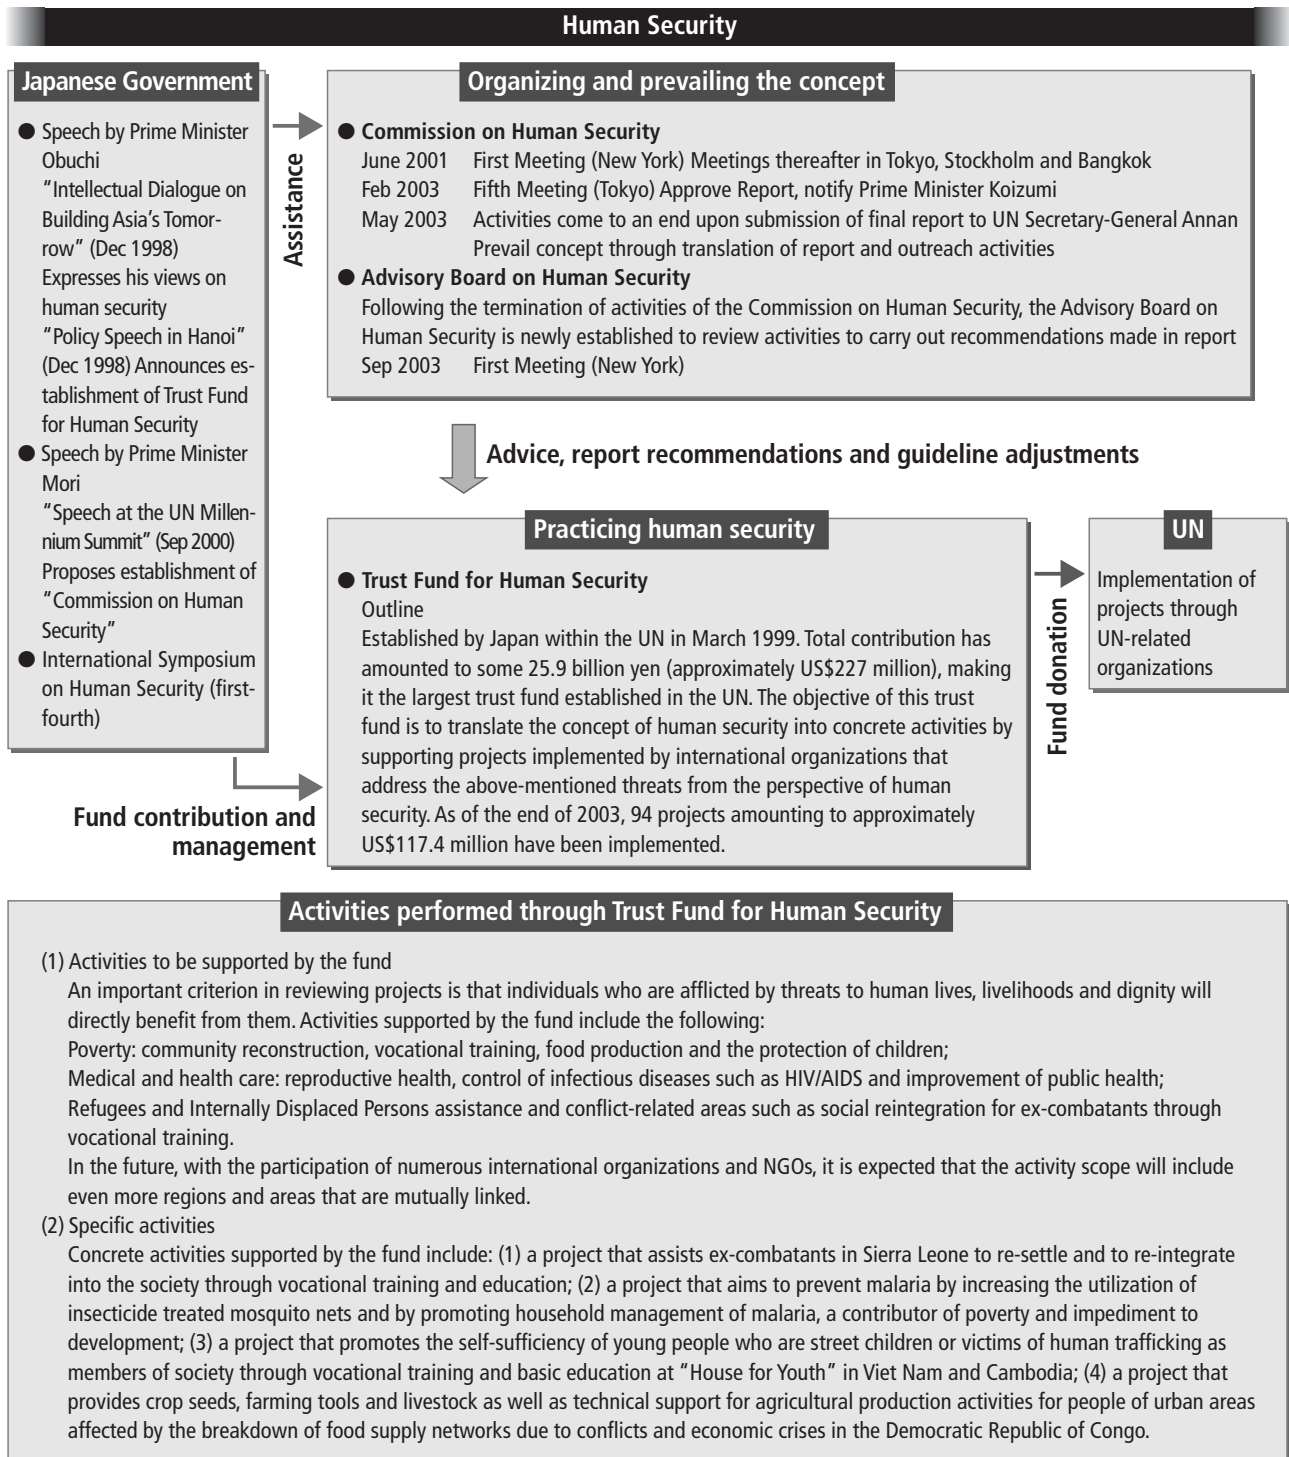 Human Security
Japanese Government
● Speech by Prime Minister
Obuchi
“Intellectual Dialogue on
Building Asia’s Tomor-
row” (Dec 1998)
Expresses his views on
human security
“Policy Speech in Hanoi”
(Dec 1998) Announces es-
tablishment of Trust Fund
for Human Security
● Speech by Prime Minister
Mori
“Speech at the UN Millen-
nium Summit” (Sep 2000)
Proposes establishment of
“Commission on Human
Security”
● International Symposium
on Human Security (first-
fourth)
Assistance
Organizing and prevailing the concept
● Commission on Human Security
June 2001 First Meeting (New York) Meetings thereafter in Tokyo, Stockholm and Bangkok
Feb 2003 Fifth Meeting (Tokyo) Approve Report, notify Prime Minister Koizumi
May 2003 Activities come to an end upon submission of final report to UN Secretary-General Annan
Prevail concept through translation of report and outreach activities
● Advisory Board on Human Security
Following the termination of activities of the Commission on Human Security, the Advisory Board on
Human Security is newly established to review activities to carry out recommendations made in report
Sep 2003 First Meeting (New York)
Advice, report recommendations and guideline adjustments
Fund contribution and
management
Practicing human security
● Trust Fund for Human Security
Outline
Established by Japan within the UN in March 1999. Total contribution has
amounted to some 25.9 billion yen (approximately US$227 million), making
it the largest trust fund established in the UN. The objective of this trust
fund is to translate the concept of human security into concrete activities by
supporting projects implemented by international organizations that
address the above-mentioned threats from the perspective of human
security. As of the end of 2003, 94 projects amounting to approximately
US$117.4 million have been implemented.
Fund donation
UN
Implementation of
projects through
UN-related
organizations
Activities performed through Trust Fund for Human Security
(1) Activities to be supported by the fund
An important criterion in reviewing projects is that individuals who are afflicted by threats to human lives, livelihoods and dignity will
directly benefit from them. Activities supported by the fund include the following:
Poverty: community reconstruction, vocational training, food production and the protection of children;
Medical and health care: reproductive health, control of infectious diseases such as HIV/AIDS and improvement of public health;
Refugees and Internally Displaced Persons assistance and conflict-related areas such as social reintegration for ex-combatants through
vocational training.
In the future, with the participation of numerous international organizations and NGOs, it is expected that the activity scope will include
even more regions and areas that are mutually linked.
(2) Specific activities
Concrete activities supported by the fund include: (1) a project that assists ex-combatants in Sierra Leone to re-settle and to re-integrate
into the society through vocational training and education; (2) a project that aims to prevent malaria by increasing the utilization of
insecticide treated mosquito nets and by promoting household management of malaria, a contributor of poverty and impediment to
development; (3) a project that promotes the self-sufficiency of young people who are street children or victims of human trafficking as
members of society through vocational training and basic education at “House for Youth” in Viet Nam and Cambodia; (4) a project that
provides crop seeds, farming tools and livestock as well as technical support for agricultural production activities for people of urban areas
affected by the breakdown of food supply networks due to conflicts and economic crises in the Democratic Republic of Congo.